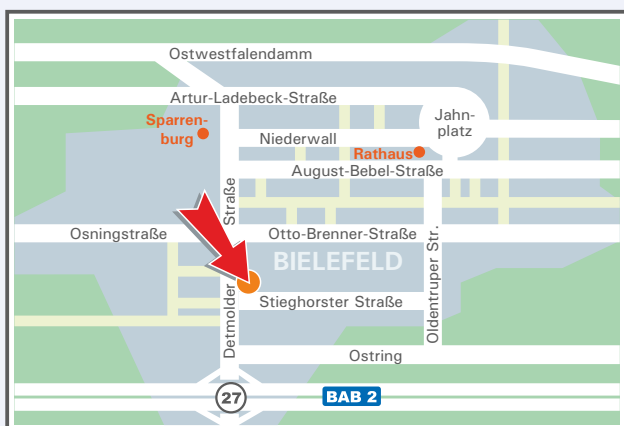 Ostwestfalendamm
Artur-Ladebeck-Straße
Sparren-
burg
Jahn-
platz
Niederwall
Rathaus
August-Bebel-Straße
Osningstraße
Otto-Brenner-Straße
BIELEFELD
Detmolder Straße
Oldentruper Str.
Stieghorster Straße
Ostring
27
BAB 2